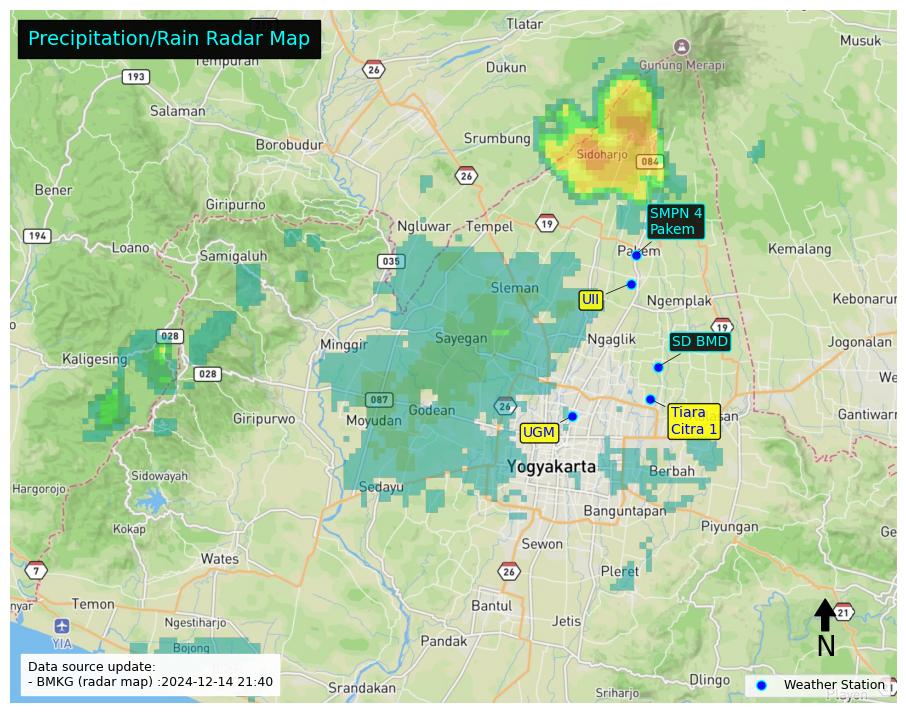 Precipitation/Rain Radar Map
Tlatar
Musuk
Gunung Merapi
26
Dukun
193
Salaman
Borobudur
Srumbung
Sidoharjo
084
26
Bener
Giripurno
SMPN 4
Pakem
194
Loano
Samigaluh
Ngluwar
Tempel
19
Pakem
Kemalang
035
Sleman
UII
Ngemplak
Kebonarum
028
Kaligesing
Minggir
Sayegan
Ngaglik
19
SD BMD
Jogonalan
028
087
Moyudan
Godean
26
Tiara
Citra 1
san
Gantiwarn
UGM
Yogyakarta
Berbah
Hargorojo
Sidowayah
Sedayu
Banguntapan
Kokap
Sewon
Piyungan
7
Wates
26
Pleret
nyar
Temon
Ngestiharjo
Bantul
Jetis
21
YIA
Bojong
Pandak
N
Data source update:
- BMKG (radar map) :2024-12-14 21:40
Srandakan
Sriharjo
Dlingo
Weather Station
Playen